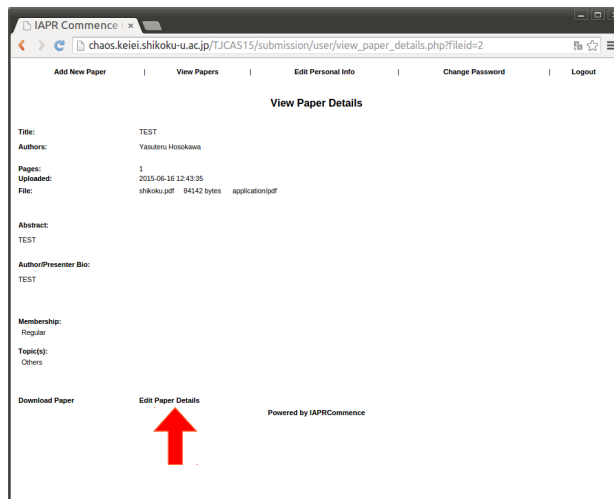 IAPR Commence
chaos.keiei.shikoku-u.ac.jp/TJCAS15/submission/user/view_paper_details.php?fileid=2
Add New Paper | View Papers | Edit Personal Info | Change Password | Logout
View Paper Details
Title: TEST
Authors: Yasuteru Hosokawa
Pages: 1
Uploaded: 2015-06-16 12:43:35
File: shikoku.pdf 84142 bytes application/pdf
Abstract:
TEST
Author/Presenter Bio:
TEST
Membership:
Regular
Topic(s):
Others
Download Paper Edit Paper Details
Powered by IAPRCommence